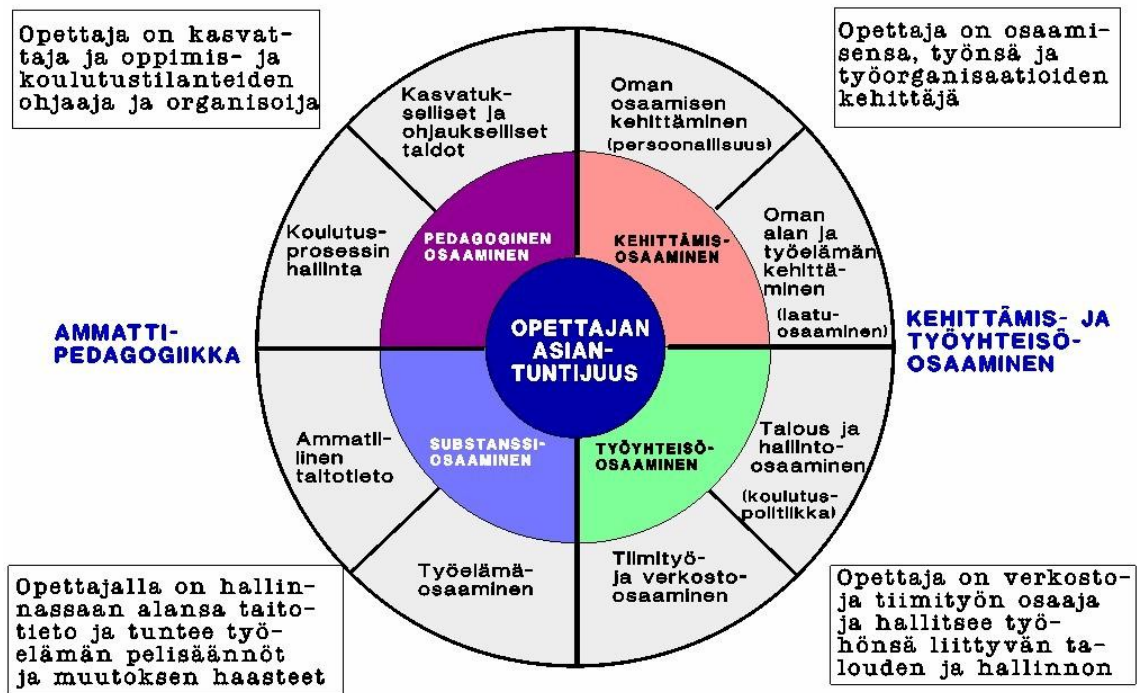 Opettaja on kasvat-
taja ja oppimis- ja
koulutustilanteiden
ohjaaja ja organisoija
Opettaja on osaami-
sensa, työnsä ja
työorganisaatioiden
kehittäjä
Kasvatuk-
selliset ja
ohjaukselliset
taidot
Oman
osaamisen
kehittäminen
(persoonallisuus)
Koulutus-
prosessin
hallinta
PEDAGOGINEN
OSAAMINEN
KEHITTÄMIS-
OSAAMINEN
Oman
alan ja
työelämän
kehittä-
minen
(laatu-
osaaminen)
AMMATTI-
PEDAGOGIIKKA
OPETTAJAN
ASIAN-
TUNTIJUUS
KEHITTÄMIS- JA
TYÖYHTEISÖ-
OSAAMINEN
Ammatil-
linen
taitotieto
SUBSTANSSI-
OSAAMINEN
TYÖYHTEISÖ-
OSAAMINEN
Talous ja
hallinto-
osaaminen
(koulutus-
politiikka)
Työelämä-
osaaminen
Tiimityö-
ja verkosto-
osaaminen
Opettajalla on hallin-
nassaan alansa taito-
tieto ja tuntee työ-
elämän pelisäännöt
ja muutoksen haasteet
Opettaja on verkosto-
ja tiimityön osaaja
ja hallitsee työ-
hönsä liittyvän ta-
louden ja hallinnon